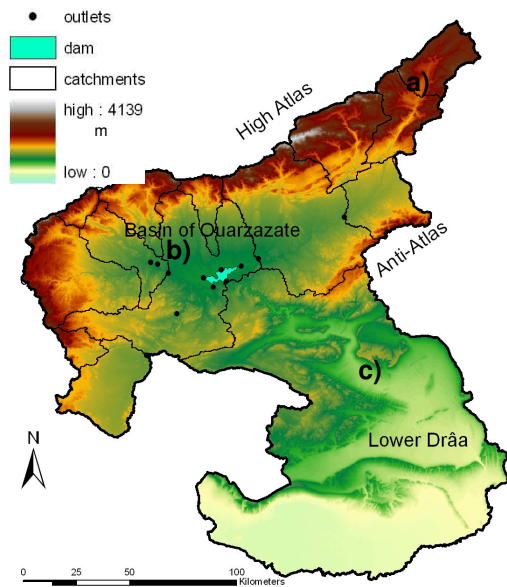 outlets
dam
catchments
high : 4139
m
low : 0
High Atlas
a)
Basin of Ouarzazate
b)
Anti-Atlas
c)
Lower Drâa
N
0 25 50 100
Kilometers